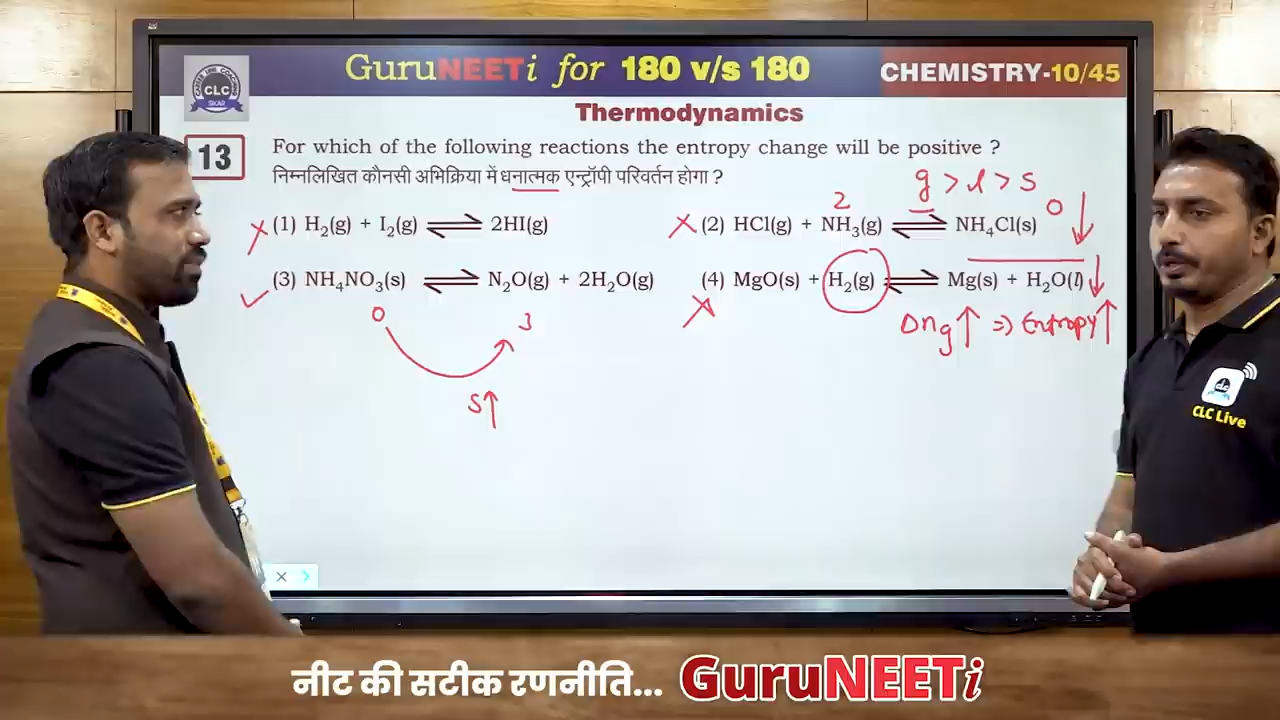 GuruNEETi for 180 v/s 180
CHEMISTRY-10/45
CLC
SIKAR
Thermodynamics
13
For which of the following reactions the entropy change will be positive ?
निम्नलिखित कौनसी अभिक्रिया में धनात्मक एन्ट्रॉपी परिवर्तन होगा ?
g > l > s
2
0
(1) H₂(g) + I₂(g) ⇌ 2HI(g)
(2) HCl(g) + NH₃(g) ⇌ NH₄Cl(s)
(3) NH₄NO₃(s) ⇌ N₂O(g) + 2H₂O(g)
(4) MgO(s) + H₂(g) ⇌ Mg(s) + H₂O(l)
0
3
Δng↑ ⇒ Entropy↑
S↑
CLC
CLC Live
नीट की सटीक रणनीति... GuruNEETi